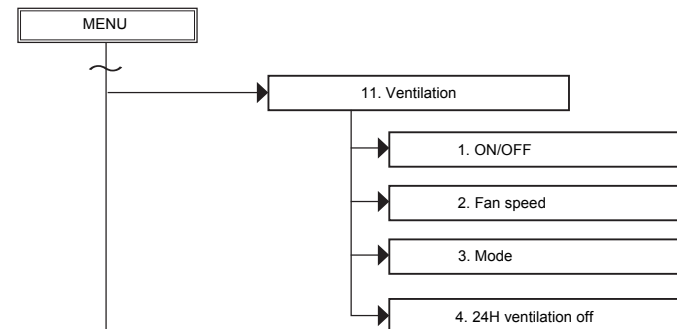 MENU
11. Ventilation
1. ON/OFF
2. Fan speed
3. Mode
4. 24H ventilation off